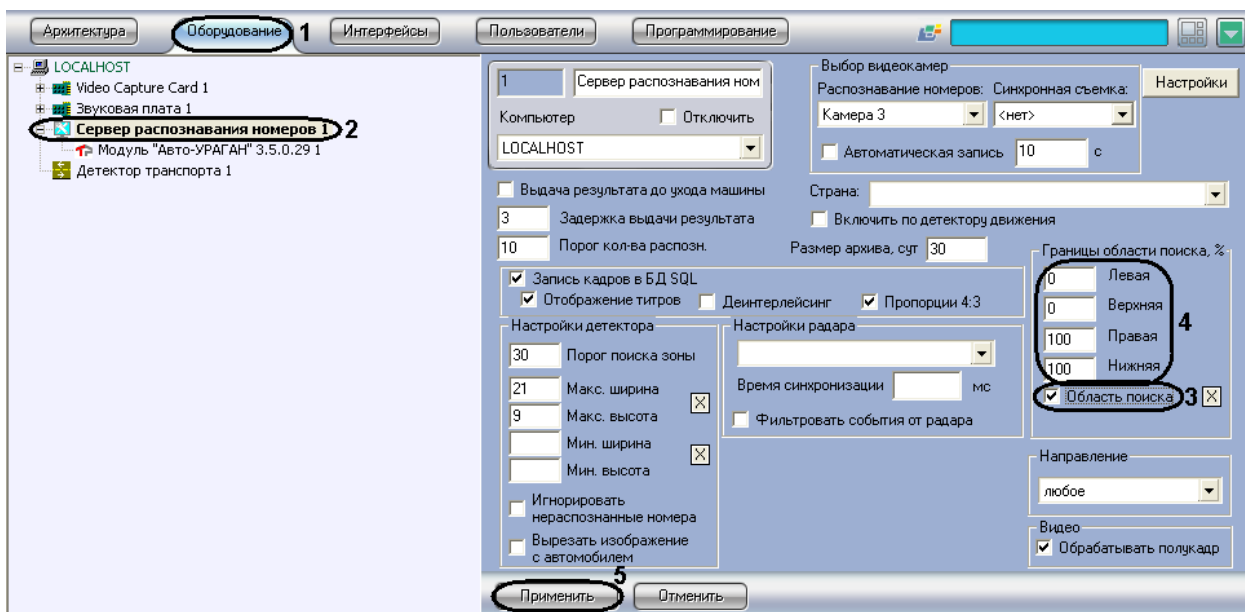 Архитектура
Оборудование
1
Интерфейсы
Пользователи
Программирование
LOCALHOST
Video Capture Card 1
Звуковая плата 1
Сервер распознавания номеров 1
2
Модуль "Авто-УРАГАН" 3.5.0.29 1
Детектор транспорта 1
1
Сервер распознавания ном
Компьютер
Отключить
LOCALHOST
Выбор видеокамер
Распознавание номеров:
Синхронная съемка:
Камера 3
<нет>
Автоматическая запись
10
с
Настройки
Выдача результата до ухода машины
3
Задержка выдачи результата
10
Порог кол-ва распозн.
Страна:
Включить по детектору движения
Размер архива, сут
30
Запись кадров в БД SQL
Отображение титров
Деинтерлейсинг
Пропорции 4:3
Границы области поиска, %
0
Левая
0
Верхняя
100
Правая
100
Нижняя
4
Область поиска
3
X
Настройки детектора
30
Порог поиска зоны
21
Макс. ширина
9
Макс. высота
X
Мин. ширина
Мин. высота
X
Игнорировать
нераспознанные номера
Вырезать изображение
с автомобилем
Настройки радара
Время синхронизации
мс
Фильтровать события от радара
Направление
любое
Видео
Обрабатывать полукадр
5
Применить
Отменить